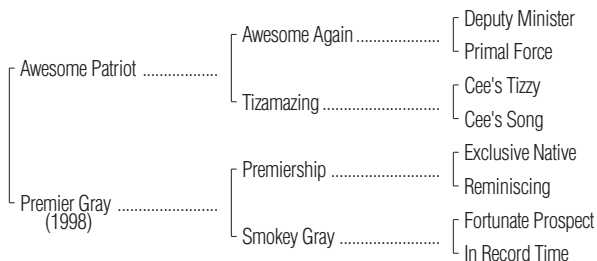 Awesome Patriot ..................
Awesome Again ....................
Deputy Minister
Primal Force
Tizamazing ............................
Cee's Tizzy
Cee's Song
Premier Gray ........................
(1998)
Premiership ..........................
Exclusive Native
Reminiscing
Smokey Gray ........................
Fortunate Prospect
In Record Time